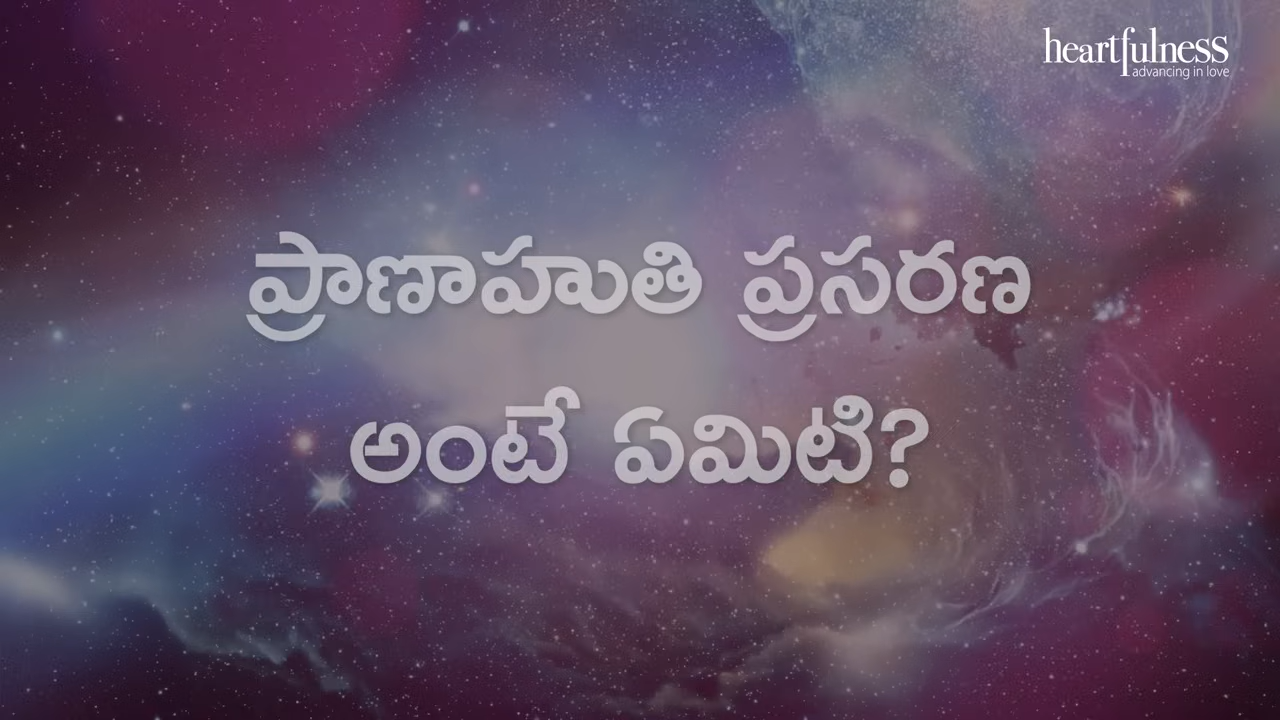 heartfulness
advancing in love
ప్రాణాహుతి ప్రసరణ
అంటే ఏమిటి?